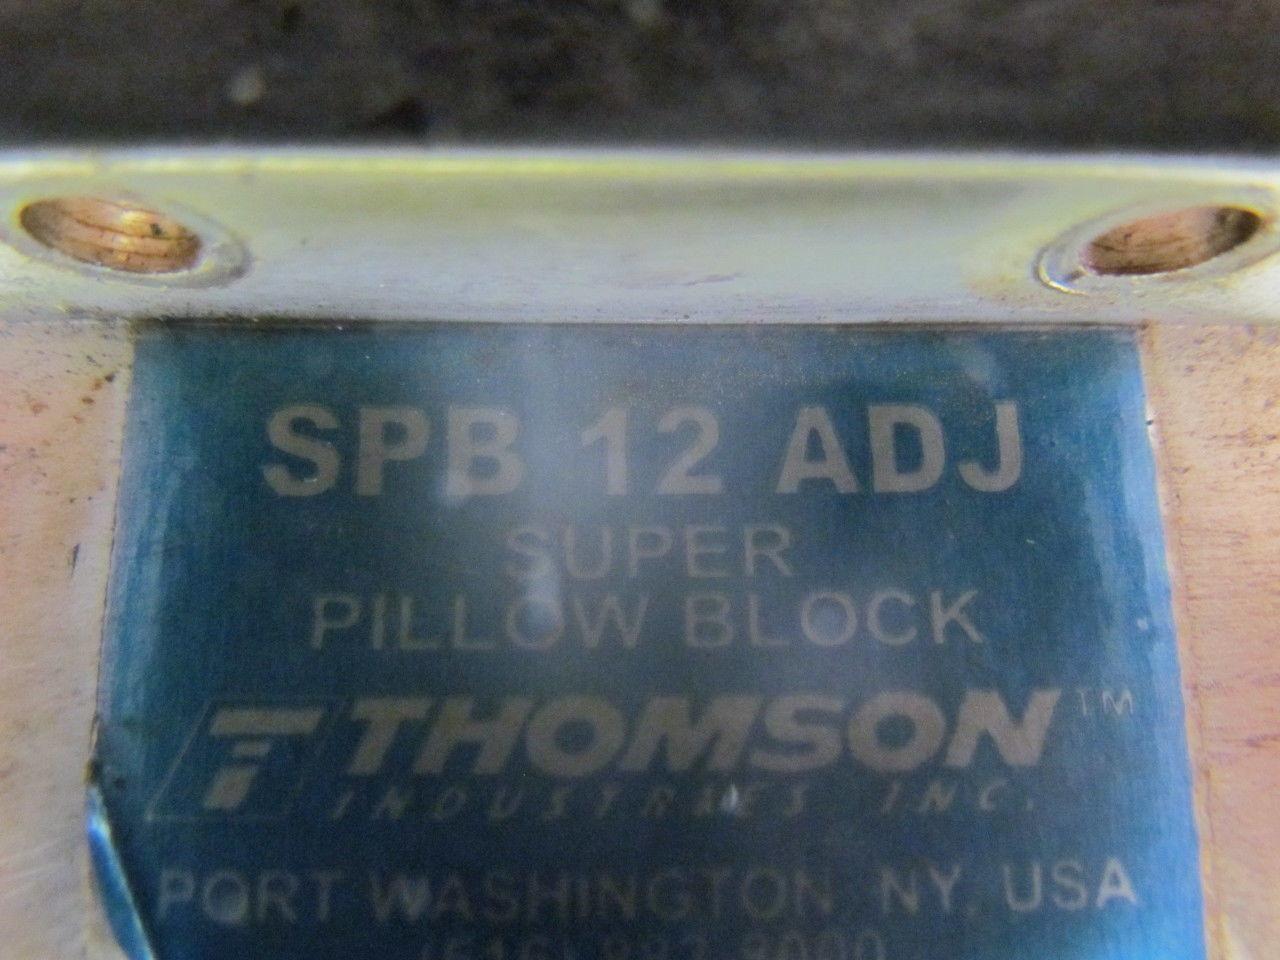 SPB 12 ADJ
SUPER
PILLOW BLOCK
THOMSON™
INDUSTRIES INC.
PORT WASHINGTON, NY, USA